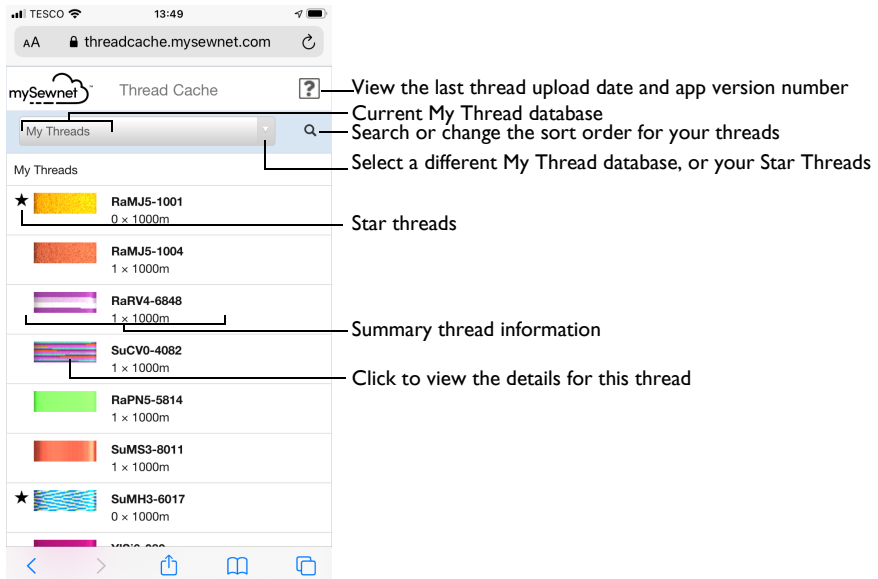 TESCO 13:49
AA threadcache.mysewnet.com
mySewnet™ Thread Cache ?
View the last thread upload date and app version number
Current My Thread database
My Threads
Search or change the sort order for your threads
Select a different My Thread database, or your Star Threads
My Threads
RaMJ5-1001
0 × 1000m
Star threads
RaMJ5-1004
1 × 1000m
RaRV4-6848
1 × 1000m
Summary thread information
SuCV0-4082
1 × 1000m
Click to view the details for this thread
RaPN5-5814
1 × 1000m
SuMS3-8011
1 × 1000m
SuMH3-6017
0 × 1000m